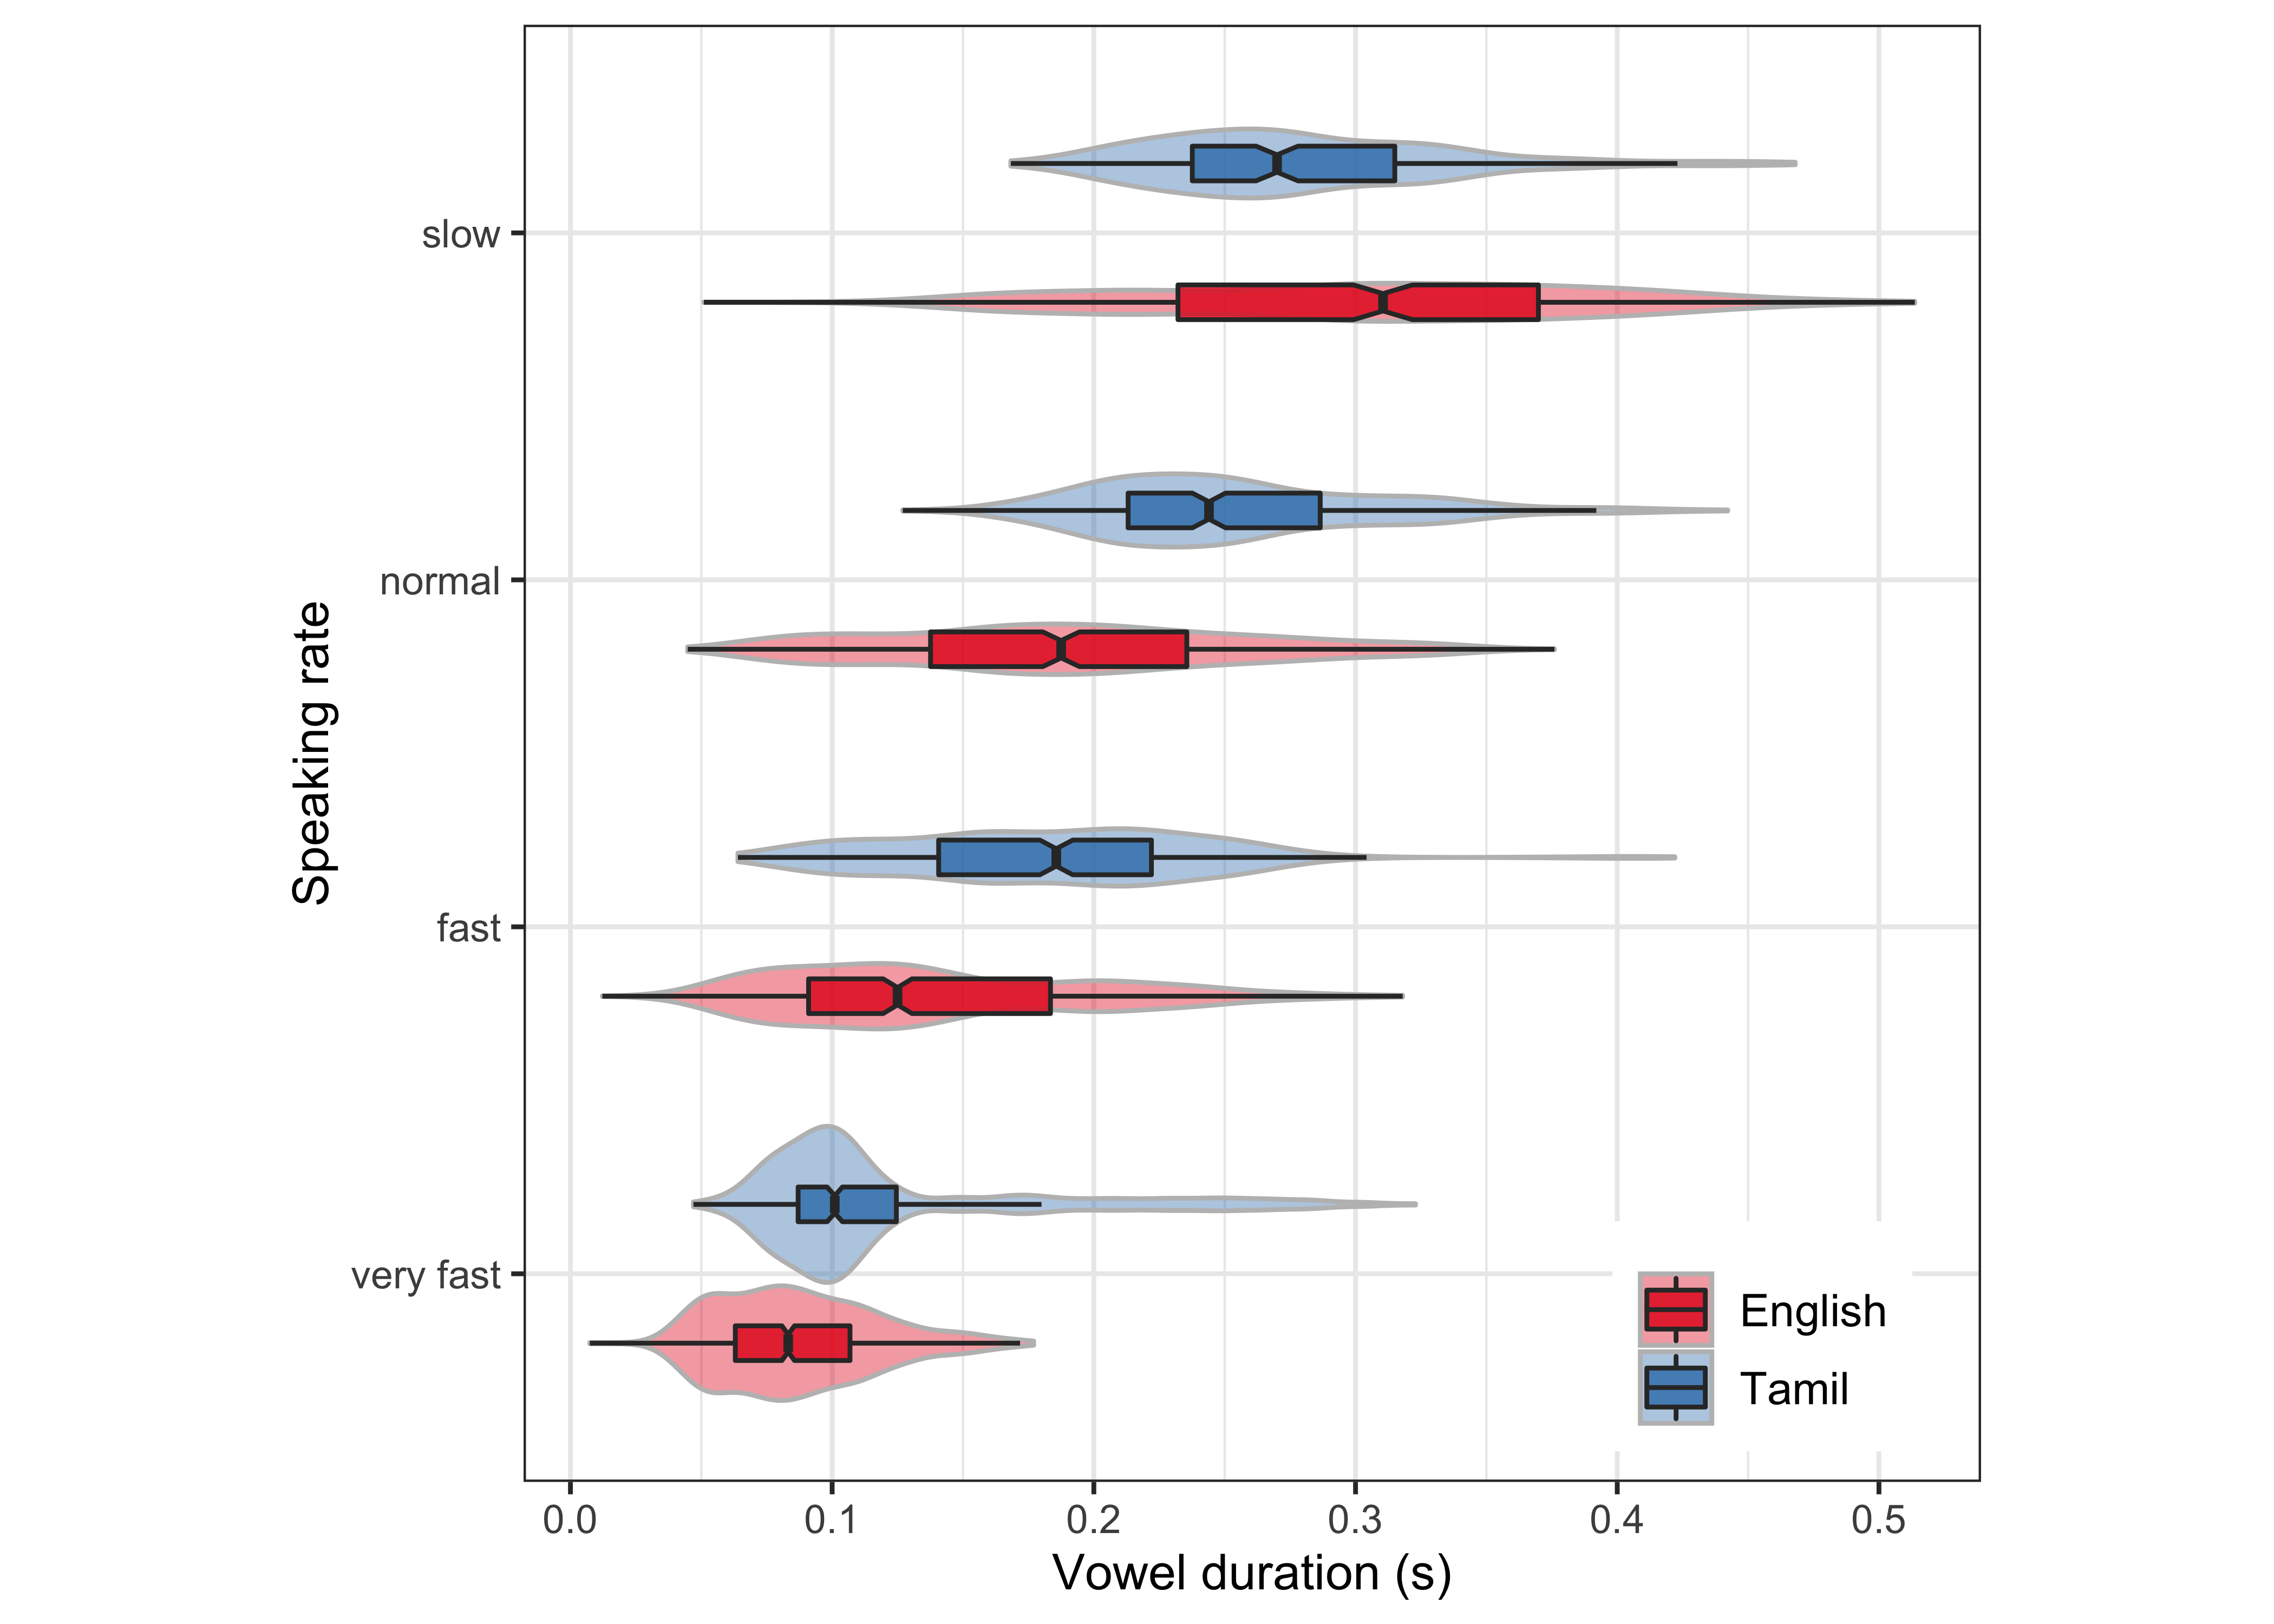 Speaking rate
slow
normal
fast
very fast
English
Tamil
0.0 0.1 0.2 0.3 0.4 0.5
Vowel duration (s)